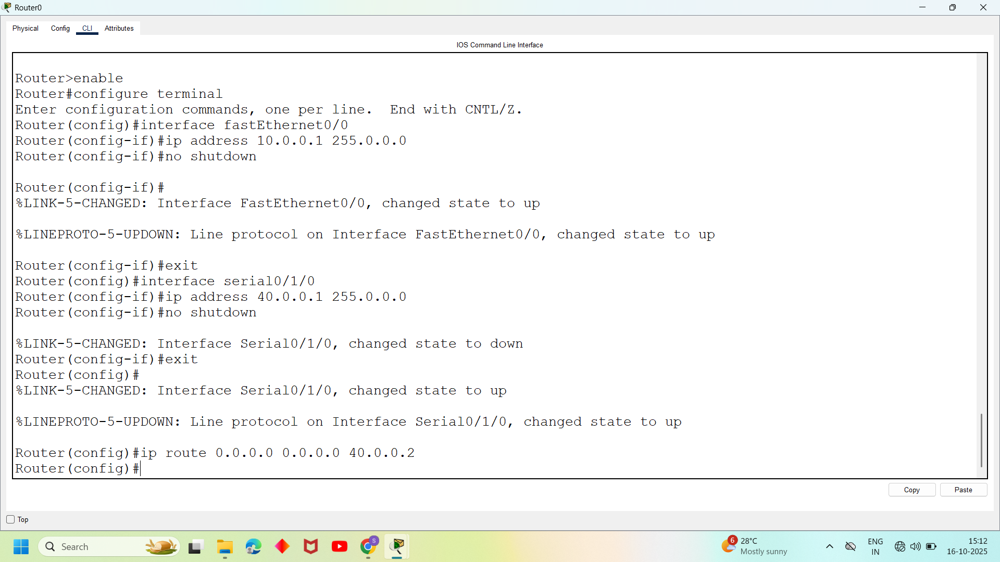 Router0
Physical Config CLI Attributes
IOS Command Line Interface
Router>enable
Router#configure terminal
Enter configuration commands, one per line.  End with CNTL/Z.
Router(config)#interface fastEthernet0/0
Router(config-if)#ip address 10.0.0.1 255.0.0.0
Router(config-if)#no shutdown
Router(config-if)#
%LINK-5-CHANGED: Interface FastEthernet0/0, changed state to up
%LINEPROTO-5-UPDOWN: Line protocol on Interface FastEthernet0/0, changed state to up
Router(config-if)#exit
Router(config)#interface serial0/1/0
Router(config-if)#ip address 40.0.0.1 255.0.0.0
Router(config-if)#no shutdown
%LINK-5-CHANGED: Interface Serial0/1/0, changed state to down
Router(config-if)#exit
Router(config)#
%LINK-5-CHANGED: Interface Serial0/1/0, changed state to up
%LINEPROTO-5-UPDOWN: Line protocol on Interface Serial0/1/0, changed state to up
Router(config)#ip route 0.0.0.0 0.0.0.0 40.0.0.2
Router(config)#
Copy Paste
Top
Search
S
6
28°C
Mostly sunny
ENG
IN
15:12
16-10-2025